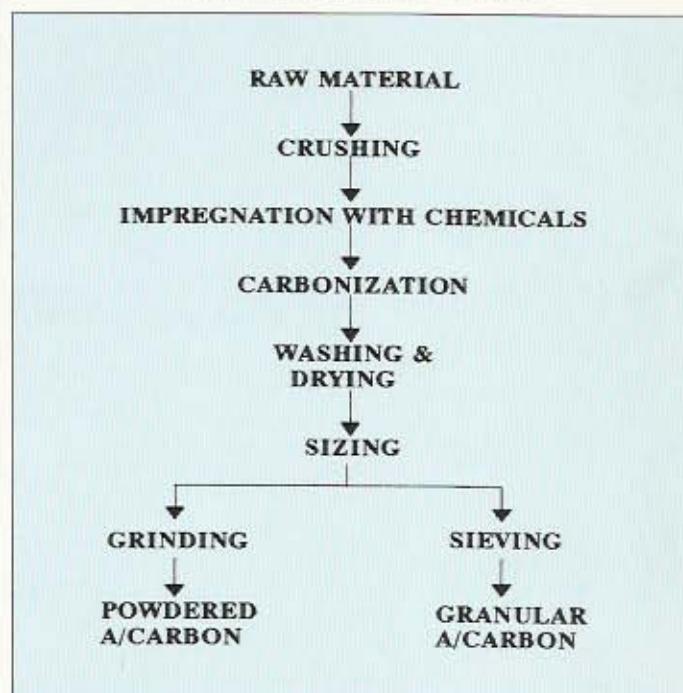 RAW MATERIAL
CRUSHING
IMPREGNATION WITH CHEMICALS
CARBONIZATION
WASHING &
DRYING
SIZING
GRINDING
SIEVING
POWDERED
A/CARBON
GRANULAR
A/CARBON